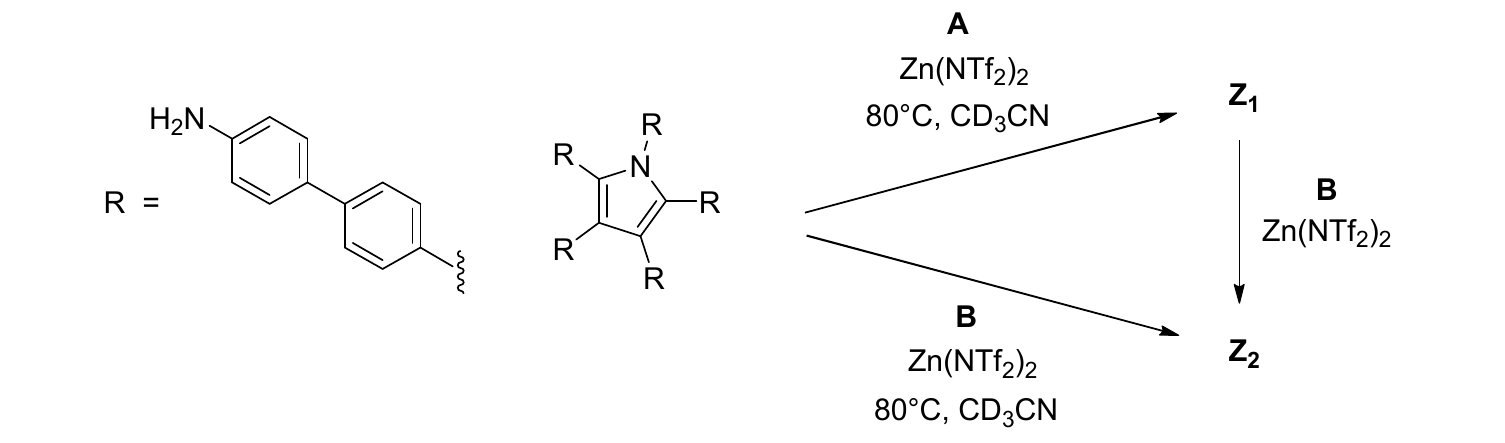 A
Zn(NTf2)2
80°C, CD3CN
Z1
H2N
R =
R
R
N
R
R
R
B
Zn(NTf2)2
B
Zn(NTf2)2
80°C, CD3CN
Z2